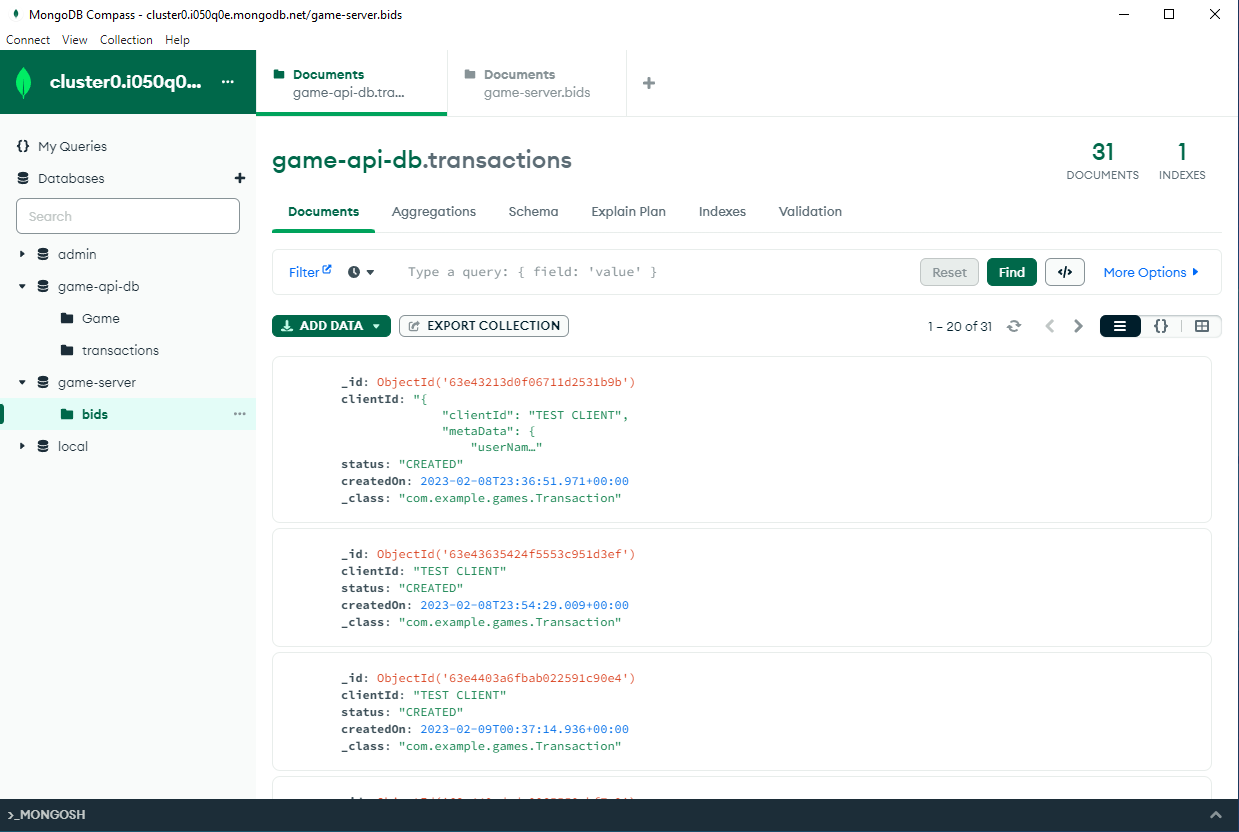 MongoDB Compass - cluster0.i050q0e.mongodb.net/game-server.bids
Connect View Collection Help
cluster0.i050q0... ...
Documents
game-api-db.tra...
Documents
game-server.bids
My Queries
Databases
Search
admin
game-api-db
Game
transactions
game-server
bids ...
local
game-api-db.transactions
31
DOCUMENTS
1
INDEXES
Documents Aggregations Schema Explain Plan Indexes Validation
Filter Type a query: { field: 'value' } Reset Find </> More Options
ADD DATA EXPORT COLLECTION 1 – 20 of 31 {}
_id: ObjectId('63e43213d0f06711d2531b9b')
clientId: "{
"clientId": "TEST CLIENT",
"metaData": {
"userNam…"
status: "CREATED"
createdOn: 2023-02-08T23:36:51.971+00:00
_class: "com.example.games.Transaction"
_id: ObjectId('63e43635424f5553c951d3ef')
clientId: "TEST CLIENT"
status: "CREATED"
createdOn: 2023-02-08T23:54:29.009+00:00
_class: "com.example.games.Transaction"
_id: ObjectId('63e4403a6fbab022591c90e4')
clientId: "TEST CLIENT"
status: "CREATED"
createdOn: 2023-02-09T00:37:14.936+00:00
_class: "com.example.games.Transaction"
>_MONGOSH